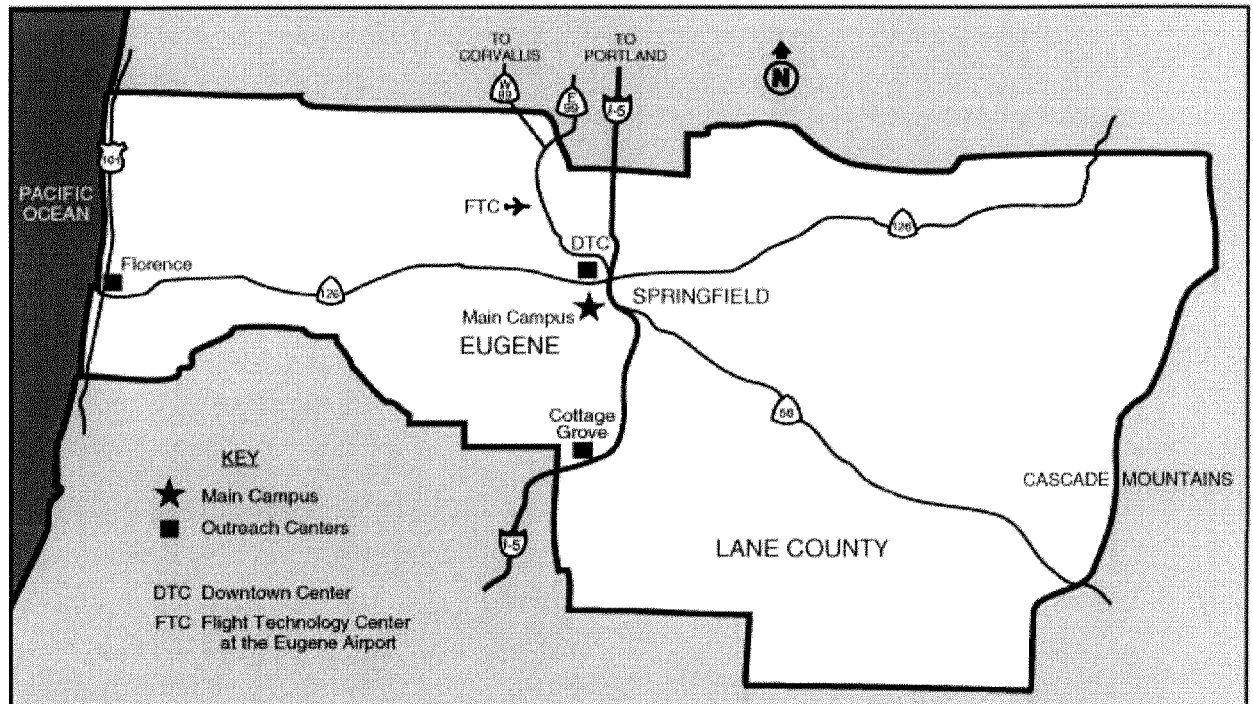 TO
CORVALLIS
TO
PORTLAND
W
99
E
99
I-5
N
101
PACIFIC
OCEAN
FTC
126
DTC
Florence
126
SPRINGFIELD
Main Campus
EUGENE
58
Cottage
Grove
KEY
CASCADE MOUNTAINS
Main Campus
Outreach Centers
I-5
LANE COUNTY
DTC Downtown Center
FTC Flight Technology Center
at the Eugene Airport